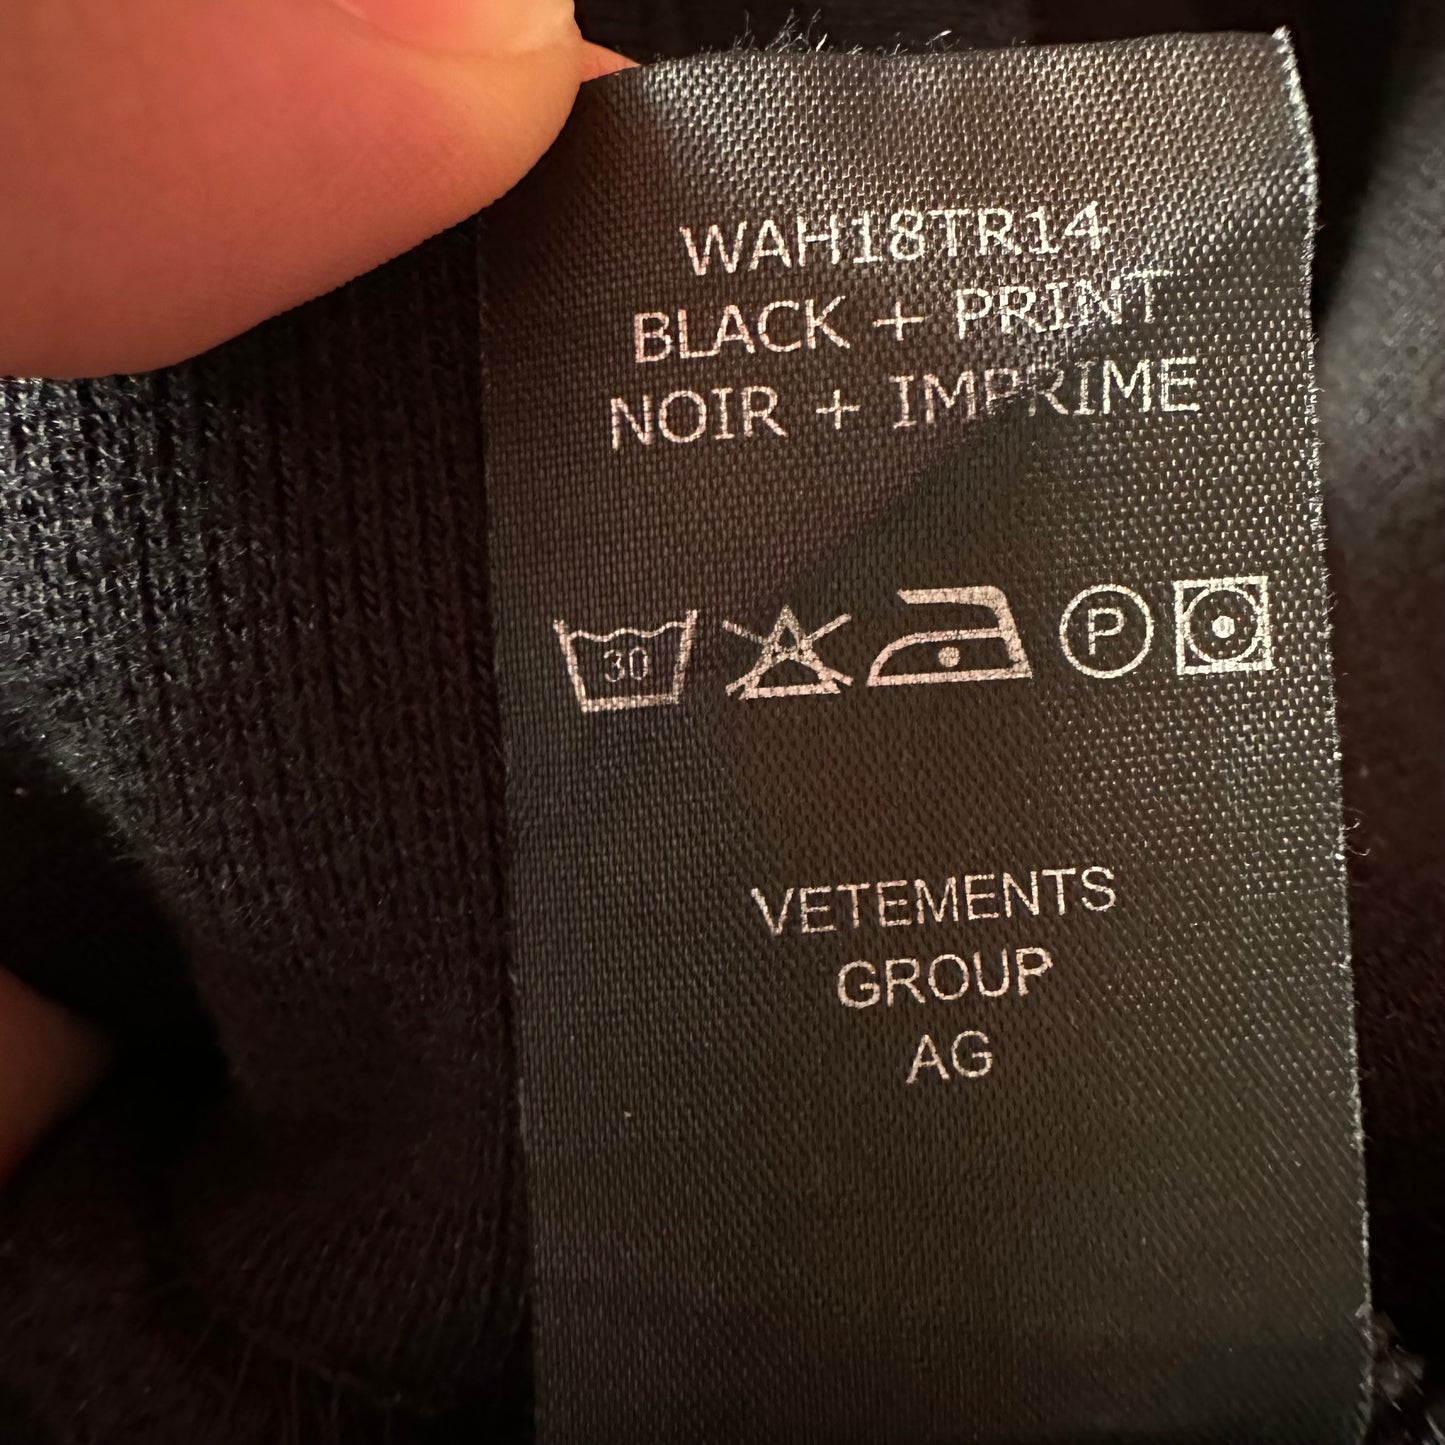 WAH18TR14
BLACK + PRINT
NOIR + IMPRIME
30 P
VETEMENTS
GROUP
AG